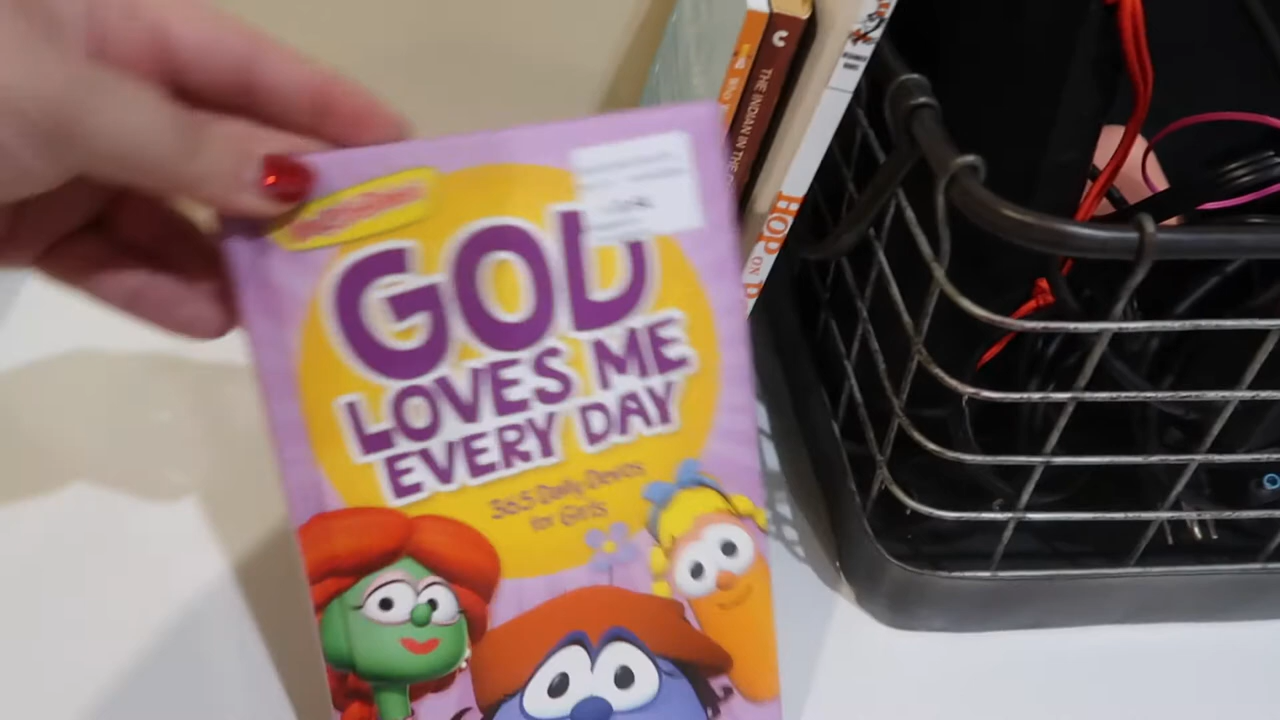 GOD
LOVES ME
EVERY DAY
365 Daily Devos
for Girls
C
THE INDIAN IN THE
HOP ON